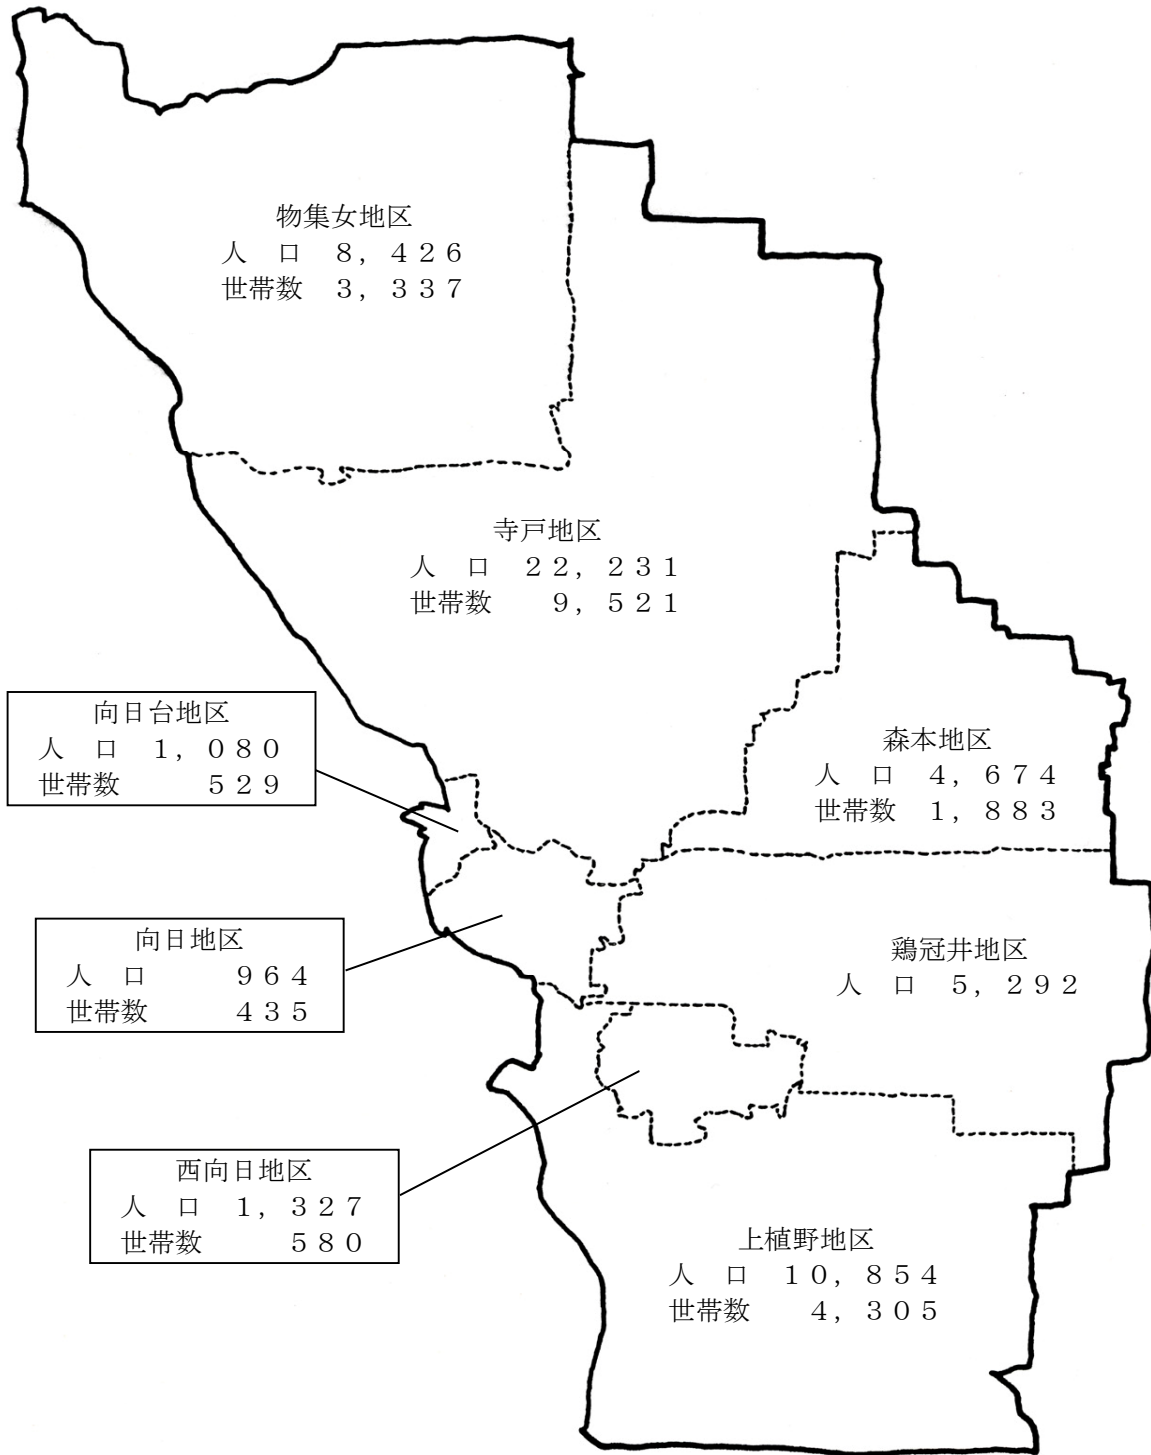 物集女地区
人　口　８，４２６
世帯数　３，３３７
寺戸地区
人　口　２２，２３１
世帯数　　９，５２１
向日台地区
人　口　１，０８０
世帯数　　　５２９
森本地区
人　口　４，６７４
世帯数　１，８８３
向日地区
人　口　　　９６４
世帯数　　　４３５
鶏冠井地区
人　口　５，２９２
西向日地区
人　口　１，３２７
世帯数　　　５８０
上植野地区
人　口　１０，８５４
世帯数　　４，３０５